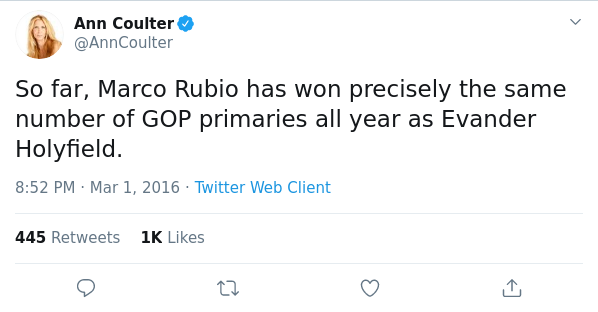 Ann Coulter
@AnnCoulter
So far, Marco Rubio has won precisely the same
number of GOP primaries all year as Evander
Holyfield.
8:52 PM · Mar 1, 2016 · Twitter Web Client
445 Retweets 1K Likes